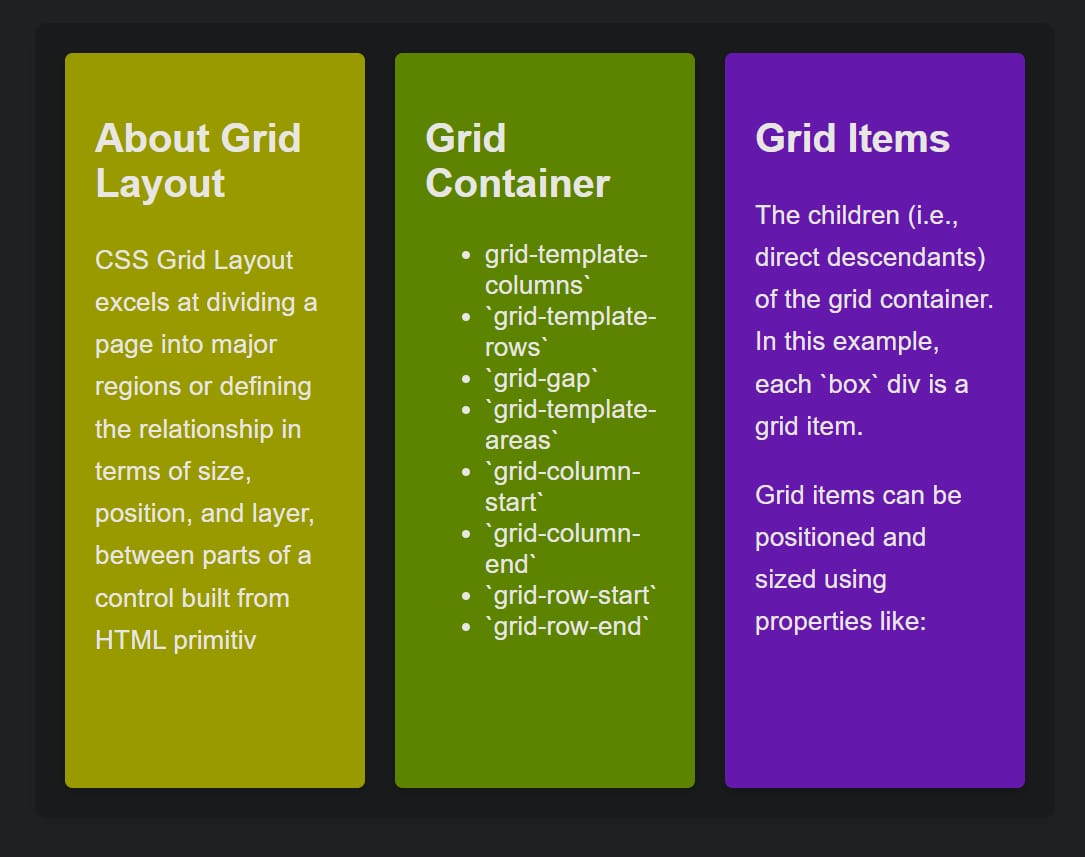 About Grid
Layout
CSS Grid Layout
excels at dividing a
page into major
regions or defining
the relationship in
terms of size,
position, and layer,
between parts of a
control built from
HTML primitiv
Grid
Container
• grid-template-
columns`
• `grid-template-
rows`
• `grid-gap`
• `grid-template-
areas`
• `grid-column-
start`
• `grid-column-
end`
• `grid-row-start`
• `grid-row-end`
Grid Items
The children (i.e.,
direct descendants)
of the grid container.
In this example,
each `box` div is a
grid item.
Grid items can be
positioned and
sized using
properties like: